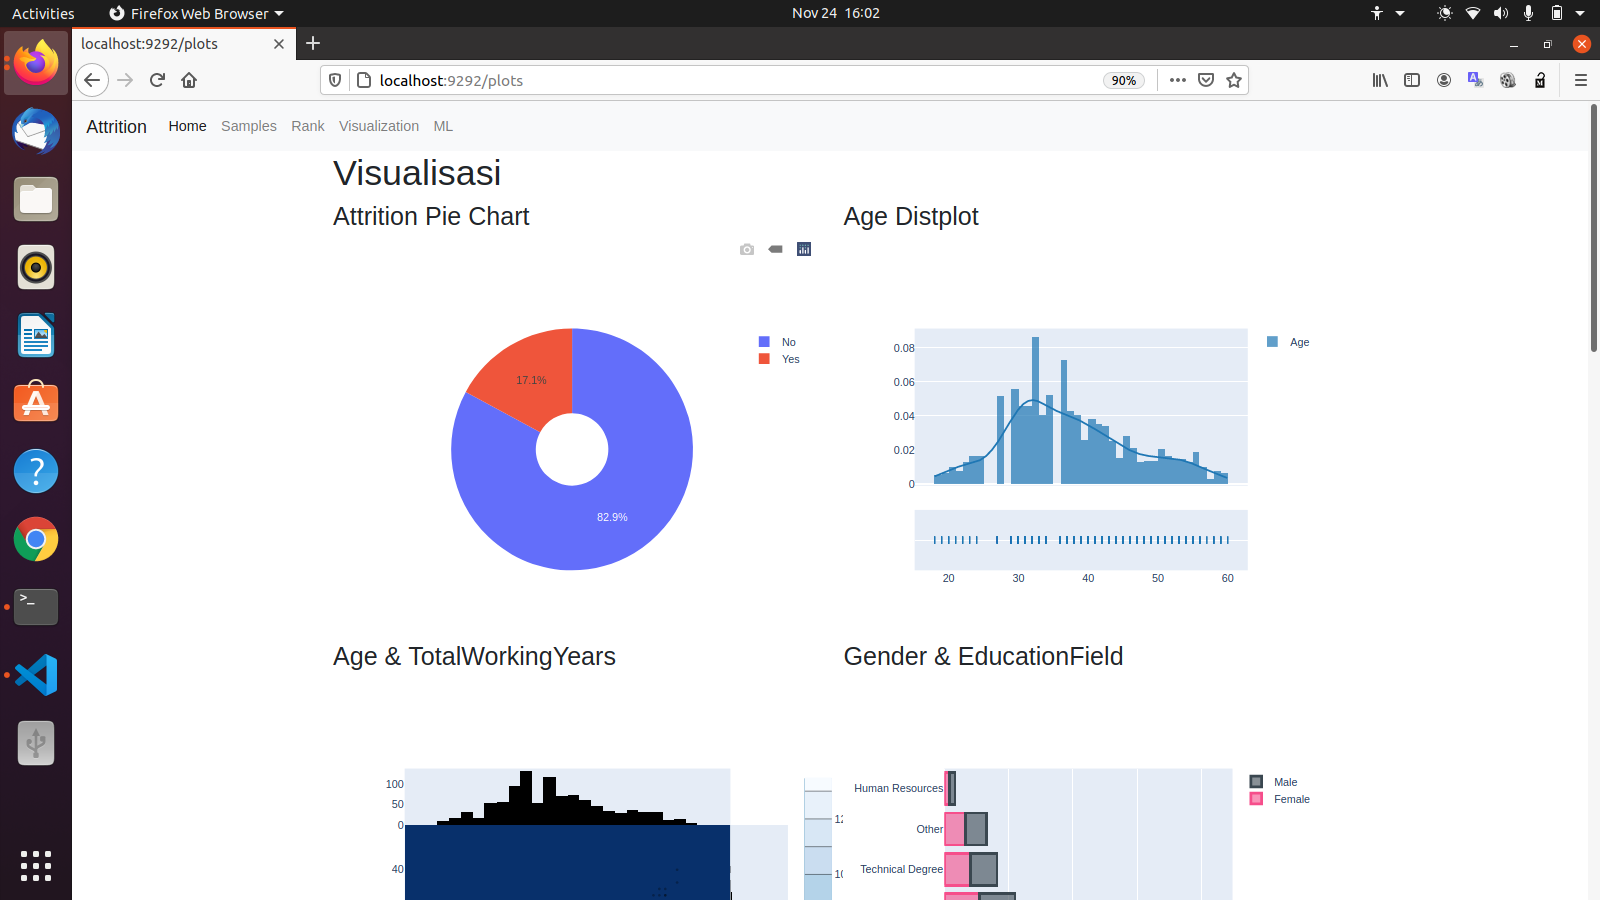 Activities
Firefox Web Browser
Nov 24 16:02
localhost:9292/plots
localhost:9292/plots
90%
Attrition
Home
Samples
Rank
Visualization
ML
Visualisasi
Attrition Pie Chart
No
Yes
17.1%
82.9%
Age Distplot
0.08
0.06
0.04
0.02
0
Age
20
30
40
50
60
Age & TotalWorkingYears
100
50
0
40
12
10
Gender & EducationField
Human Resources
Other
Technical Degree
Male
Female